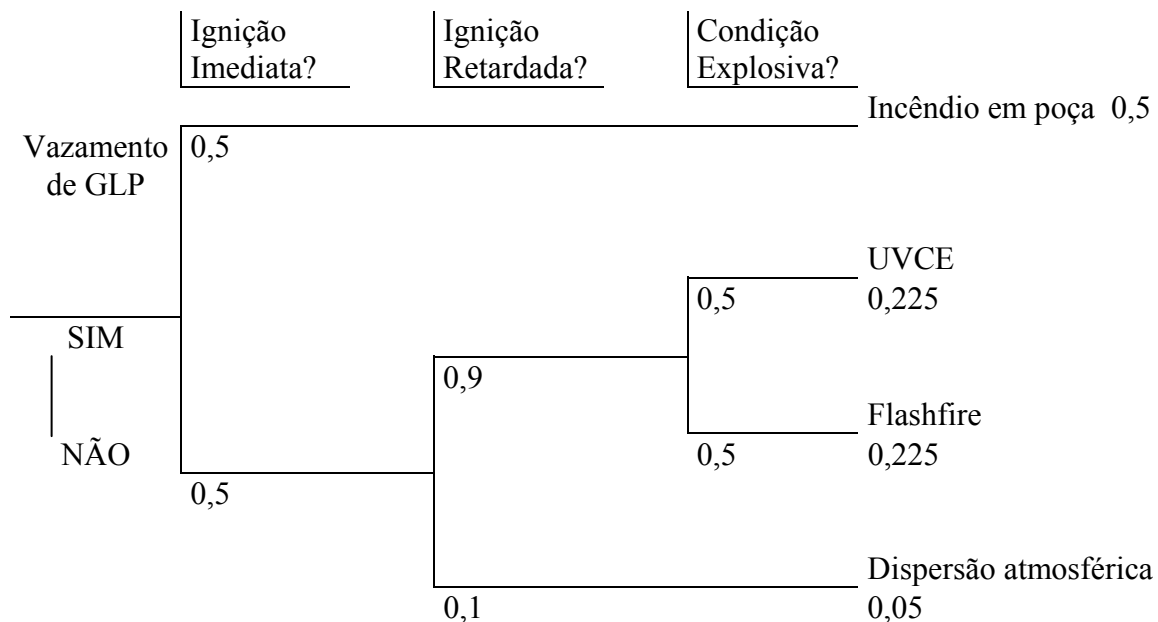 Ignição
Imediata?
Ignição
Retardada?
Condição
Explosiva?
Incêndio em poça 0,5
Vazamento
de GLP
0,5
UVCE
0,5
0,225
SIM
0,9
Flashfire
NÃO
0,5
0,225
0,5
Dispersão atmosférica
0,1
0,05